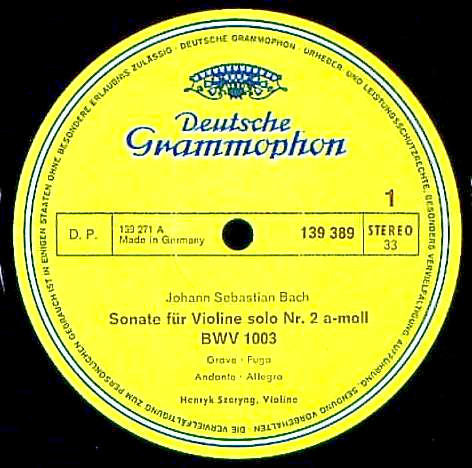 DEUTSCHE GRAMMOPHON · URHEBER- UND LEISTUNGSSCHUTZRECHTE, BESONDERS VERVIELFÄLTIGUNG, AUFFÜHRUNG, SENDUNG VORBEHALTEN · DIE VERVIELFÄLTIGUNG ZUM PERSÖNLICHEN GEBRAUCH IST IN EINIGEN STAATEN OHNE BESONDERE ERLAUBNIS ZULÄSSIG ·
Deutsche
Grammophon
1
D. P.
139 271 A
Made in Germany
139 389
STEREO
33
Johann Sebastian Bach
Sonate für Violine solo Nr. 2 a-moll
BWV 1003
Grave · Fuga
Andante · Allegro
Henryk Szeryng, Violine